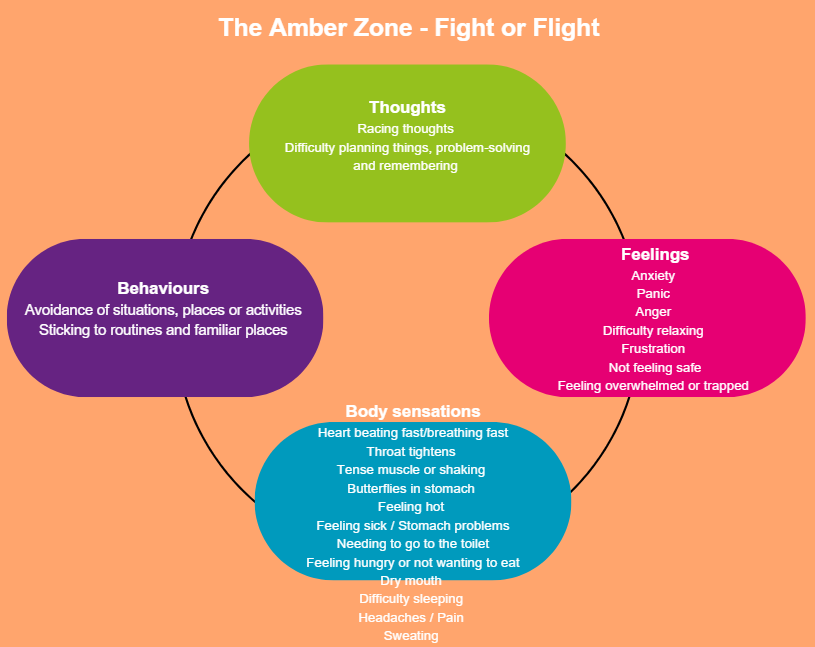 The Amber Zone - Fight or Flight
Thoughts
Racing thoughts
Difficulty planning things, problem-solving
and remembering
Behaviours
Avoidance of situations, places or activities
Sticking to routines and familiar places
Feelings
Anxiety
Panic
Anger
Difficulty relaxing
Frustration
Not feeling safe
Feeling overwhelmed or trapped
Body sensations
Heart beating fast/breathing fast
Throat tightens
Tense muscle or shaking
Butterflies in stomach
Feeling hot
Feeling sick / Stomach problems
Needing to go to the toilet
Feeling hungry or not wanting to eat
Dry mouth
Difficulty sleeping
Headaches / Pain
Sweating